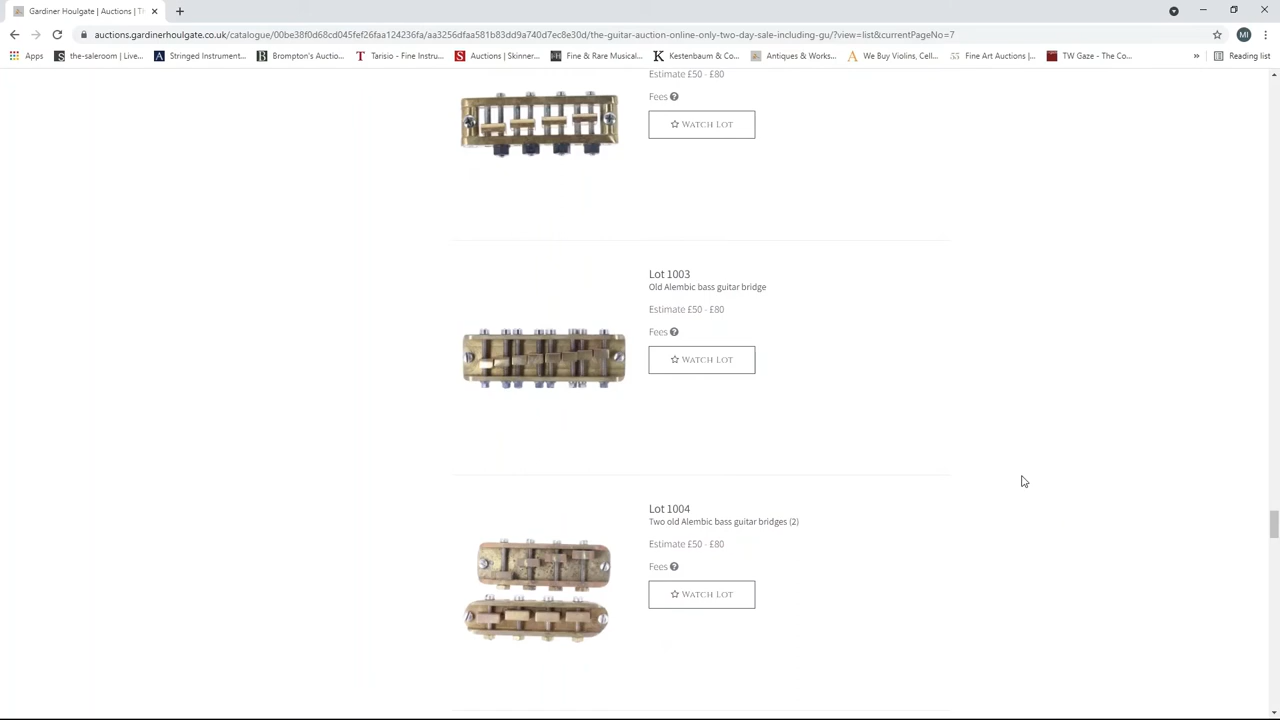 Gardiner Houlgate | Auctions | Th
auctions.gardinerhoulgate.co.uk/catalogue/00be38f0d68cd045fef26faa124236fa/aa3256dfaa581b83dd9a740d7ec8e30d/the-guitar-auction-online-only-two-day-sale-including-gu/?view=list&currentPageNo=7
MI
Apps
the-saleroom | Live...
Stringed Instrument...
Brompton's Auctio...
Tarisio - Fine Instru...
Auctions | Skinner...
Fine & Rare Musical...
Kestenbaum & Co...
Antiques & Works...
We Buy Violins, Cell...
Fine Art Auctions |...
TW Gaze - The Co...
»
Reading list
Estimate £50 - £80
Fees
WATCH LOT
Lot 1003
Old Alembic bass guitar bridge
Estimate £50 - £80
Fees
WATCH LOT
Lot 1004
Two old Alembic bass guitar bridges (2)
Estimate £50 - £80
Fees
WATCH LOT